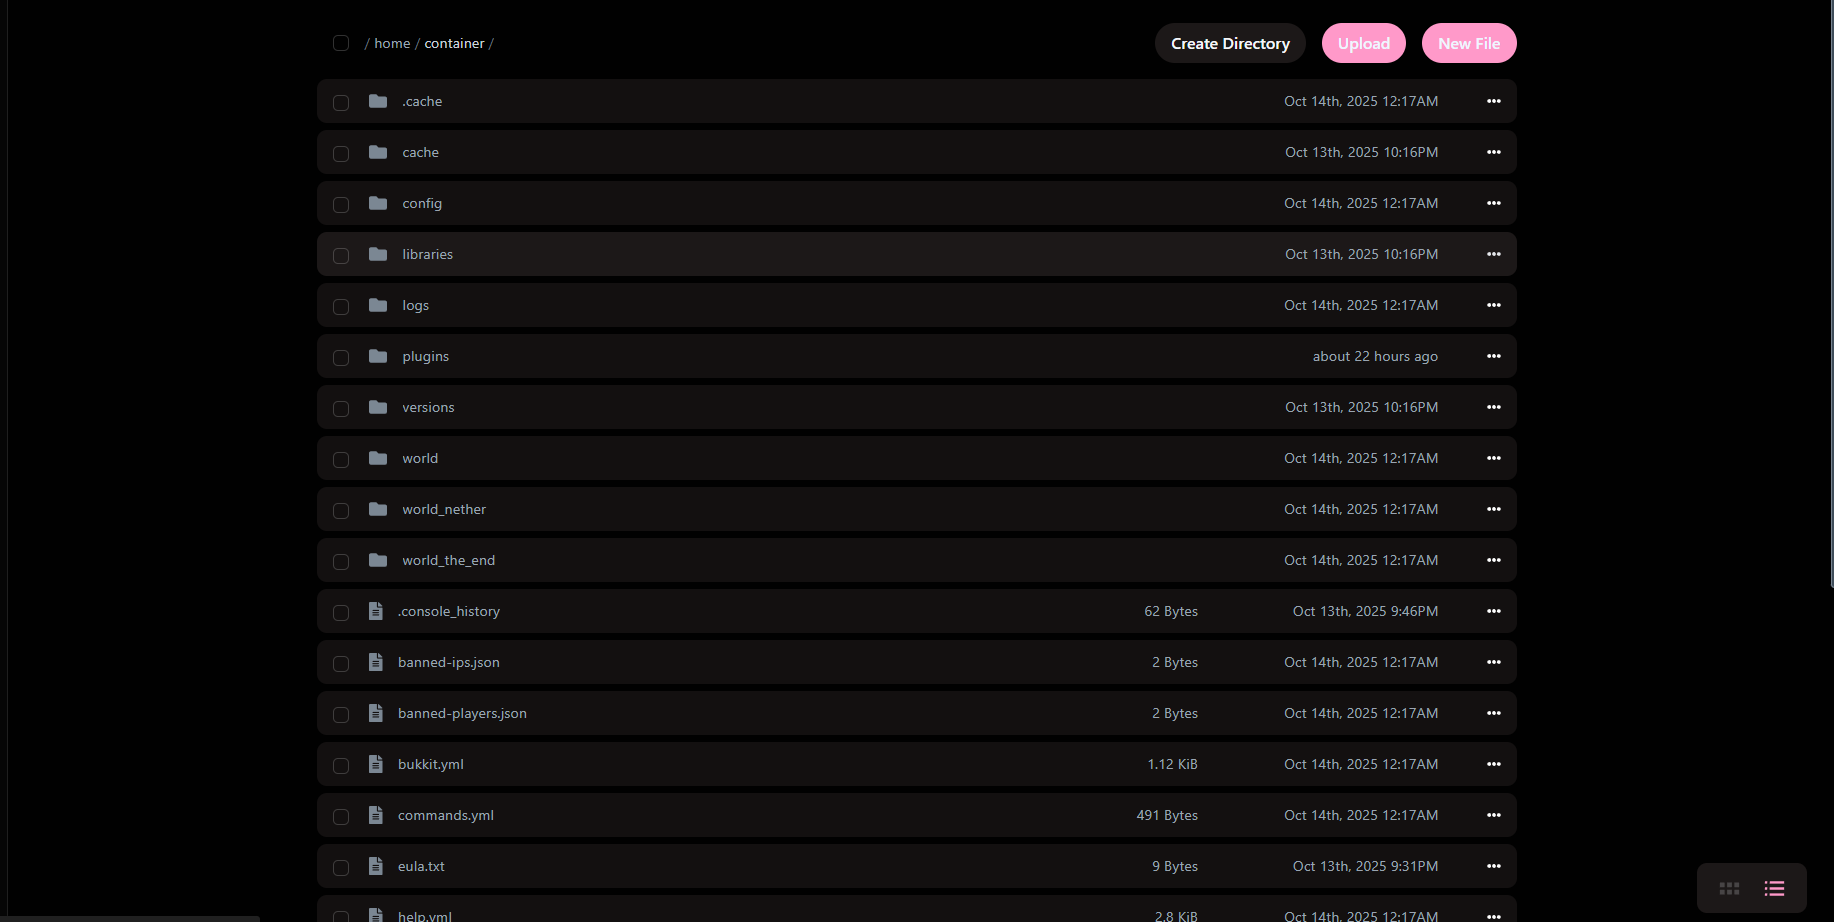 / home / container /
Create Directory
Upload
New File
.cache Oct 14th, 2025 12:17AM
cache Oct 13th, 2025 10:16PM
config Oct 14th, 2025 12:17AM
libraries Oct 13th, 2025 10:16PM
logs Oct 14th, 2025 12:17AM
plugins about 22 hours ago
versions Oct 13th, 2025 10:16PM
world Oct 14th, 2025 12:17AM
world_nether Oct 14th, 2025 12:17AM
world_the_end Oct 14th, 2025 12:17AM
.console_history 62 Bytes Oct 13th, 2025 9:46PM
banned-ips.json 2 Bytes Oct 14th, 2025 12:17AM
banned-players.json 2 Bytes Oct 14th, 2025 12:17AM
bukkit.yml 1.12 KiB Oct 14th, 2025 12:17AM
commands.yml 491 Bytes Oct 14th, 2025 12:17AM
eula.txt 9 Bytes Oct 13th, 2025 9:31PM
help.yml 2.8 KiB Oct 14th, 2025 12:17AM